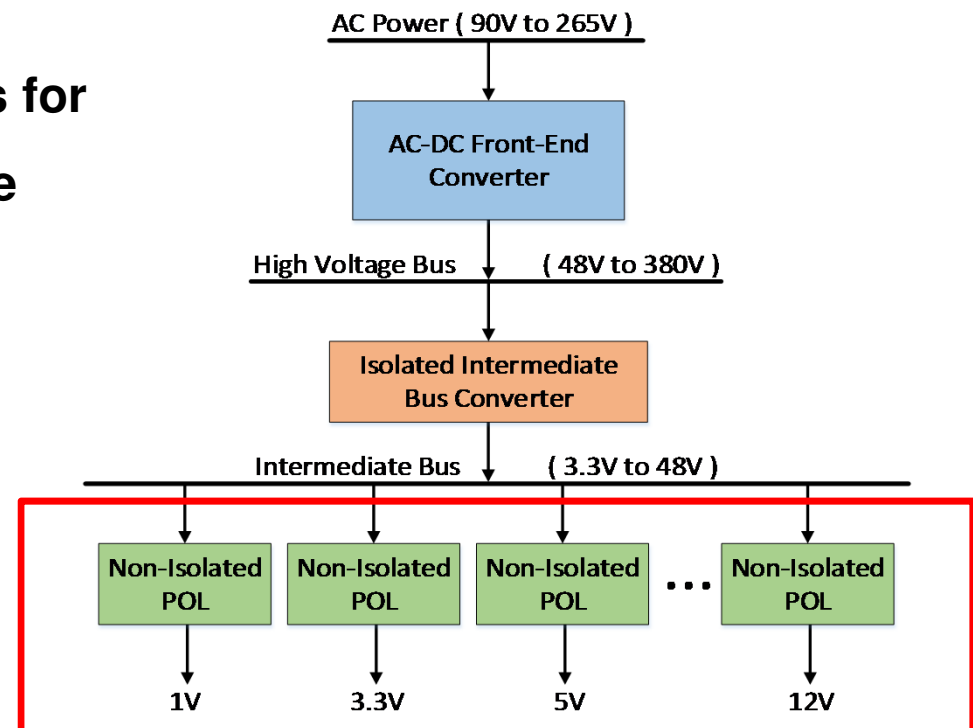 AC Power ( 90V to 265V )
s for
e
AC-DC Front-End
Converter
High Voltage Bus ( 48V to 380V )
Isolated Intermediate
Bus Converter
Intermediate Bus ( 3.3V to 48V )
Non-Isolated Non-Isolated Non-Isolated ... Non-Isolated
POL POL POL POL
1V 3.3V 5V 12V